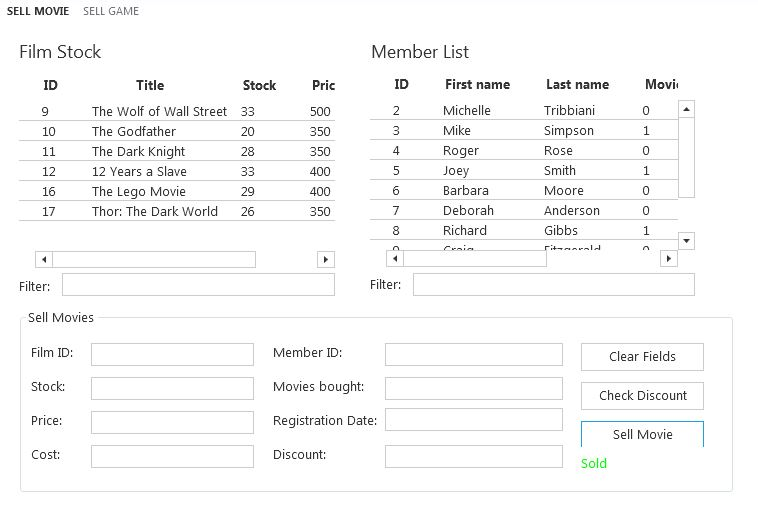 SELL MOVIE SELL GAME
Film Stock
ID Title Stock Pric
9 The Wolf of Wall Street 33 500
10 The Godfather 20 350
11 The Dark Knight 28 350
12 12 Years a Slave 33 400
16 The Lego Movie 29 400
17 Thor: The Dark World 26 350
Filter:
Member List
ID First name Last name Movi
2 Michelle Tribbiani 0
3 Mike Simpson 1
4 Roger Rose 0
5 Joey Smith 1
6 Barbara Moore 0
7 Deborah Anderson 0
8 Richard Gibbs 1
9 Craig Fitzgerald 0
Filter:
Sell Movies
Film ID: Member ID: Clear Fields
Stock: Movies bought: Check Discount
Price: Registration Date: Sell Movie
Cost: Discount: Sold